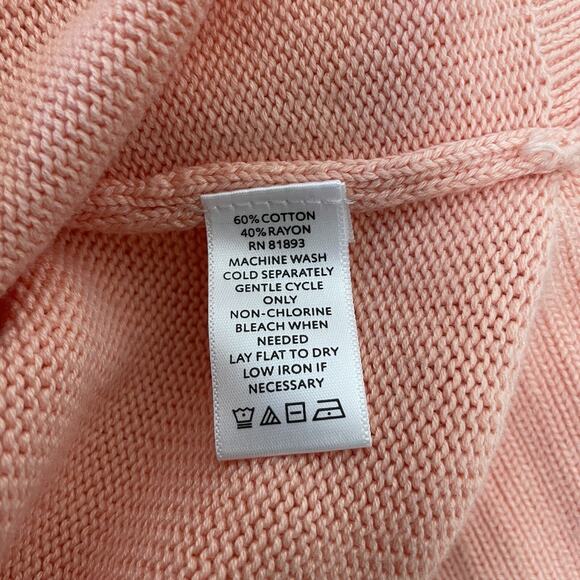 60% COTTON
40% RAYON
RN 81893
MACHINE WASH
COLD SEPARATELY
GENTLE CYCLE
ONLY
NON-CHLORINE
BLEACH WHEN
NEEDED
LAY FLAT TO DRY
LOW IRON IF
NECESSARY